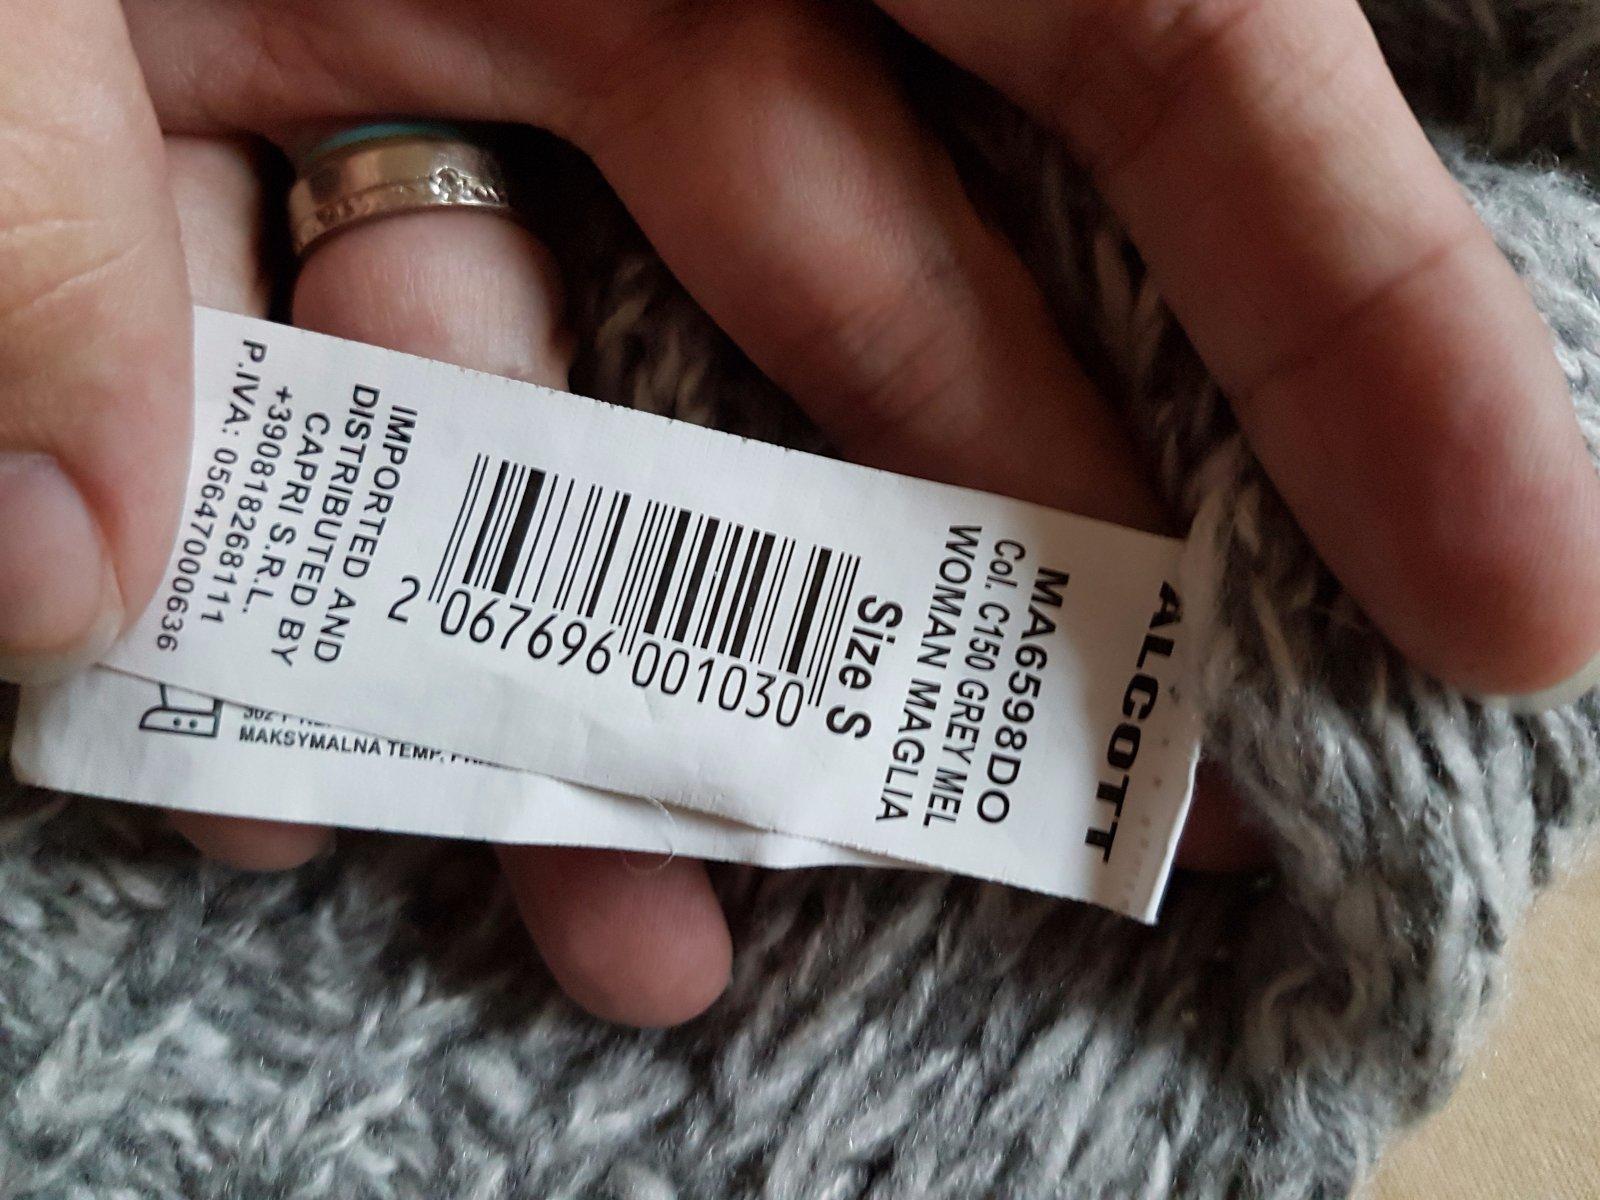 ALCOTT
MA6598DO
Col. C150 GREY MEL
WOMAN MAGLIA
Size S
2 067696 001030
IMPORTED AND
DISTRIBUTED BY
CAPRI S.R.L.
+390818268111
P.IVA: 05647000636
MAKSYMALNA TEMP.